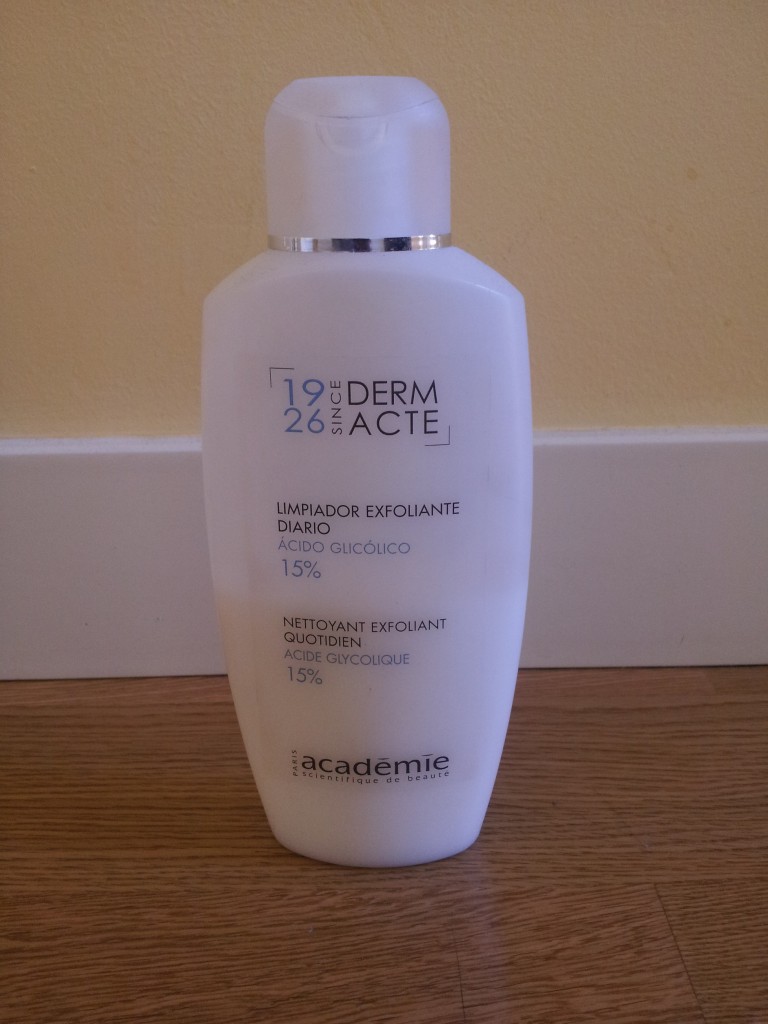 19 26 SINCE DERM ACTE
LIMPIADOR EXFOLIANTE
DIARIO
ÁCIDO GLICÓLICO
15%
NETTOYANT EXFOLIANT
QUOTIDIEN
ACIDE GLYCOLIQUE
15%
PARIS académie
scientifique de beauté